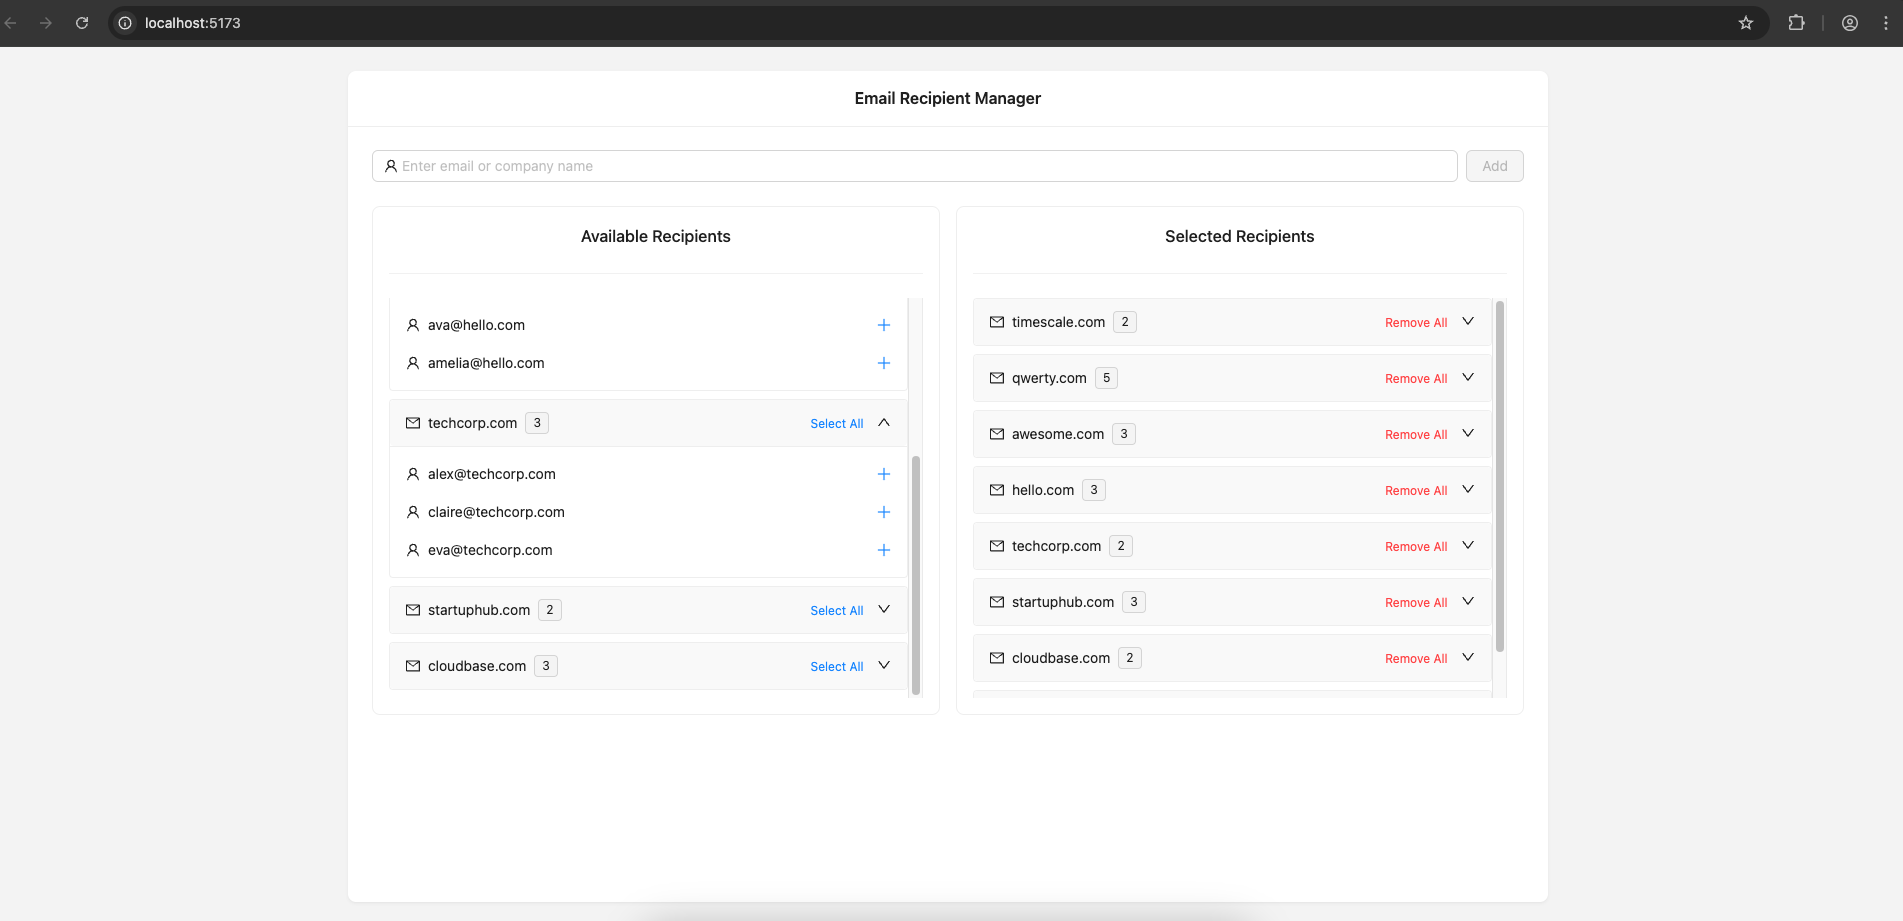 localhost:5173
Email Recipient Manager
Enter email or company name
Add
Available Recipients
ava@hello.com
amelia@hello.com
techcorp.com 3 Select All
alex@techcorp.com
claire@techcorp.com
eva@techcorp.com
startuphub.com 2 Select All
cloudbase.com 3 Select All
Selected Recipients
timescale.com 2 Remove All
qwerty.com 5 Remove All
awesome.com 3 Remove All
hello.com 3 Remove All
techcorp.com 2 Remove All
startuphub.com 3 Remove All
cloudbase.com 2 Remove All